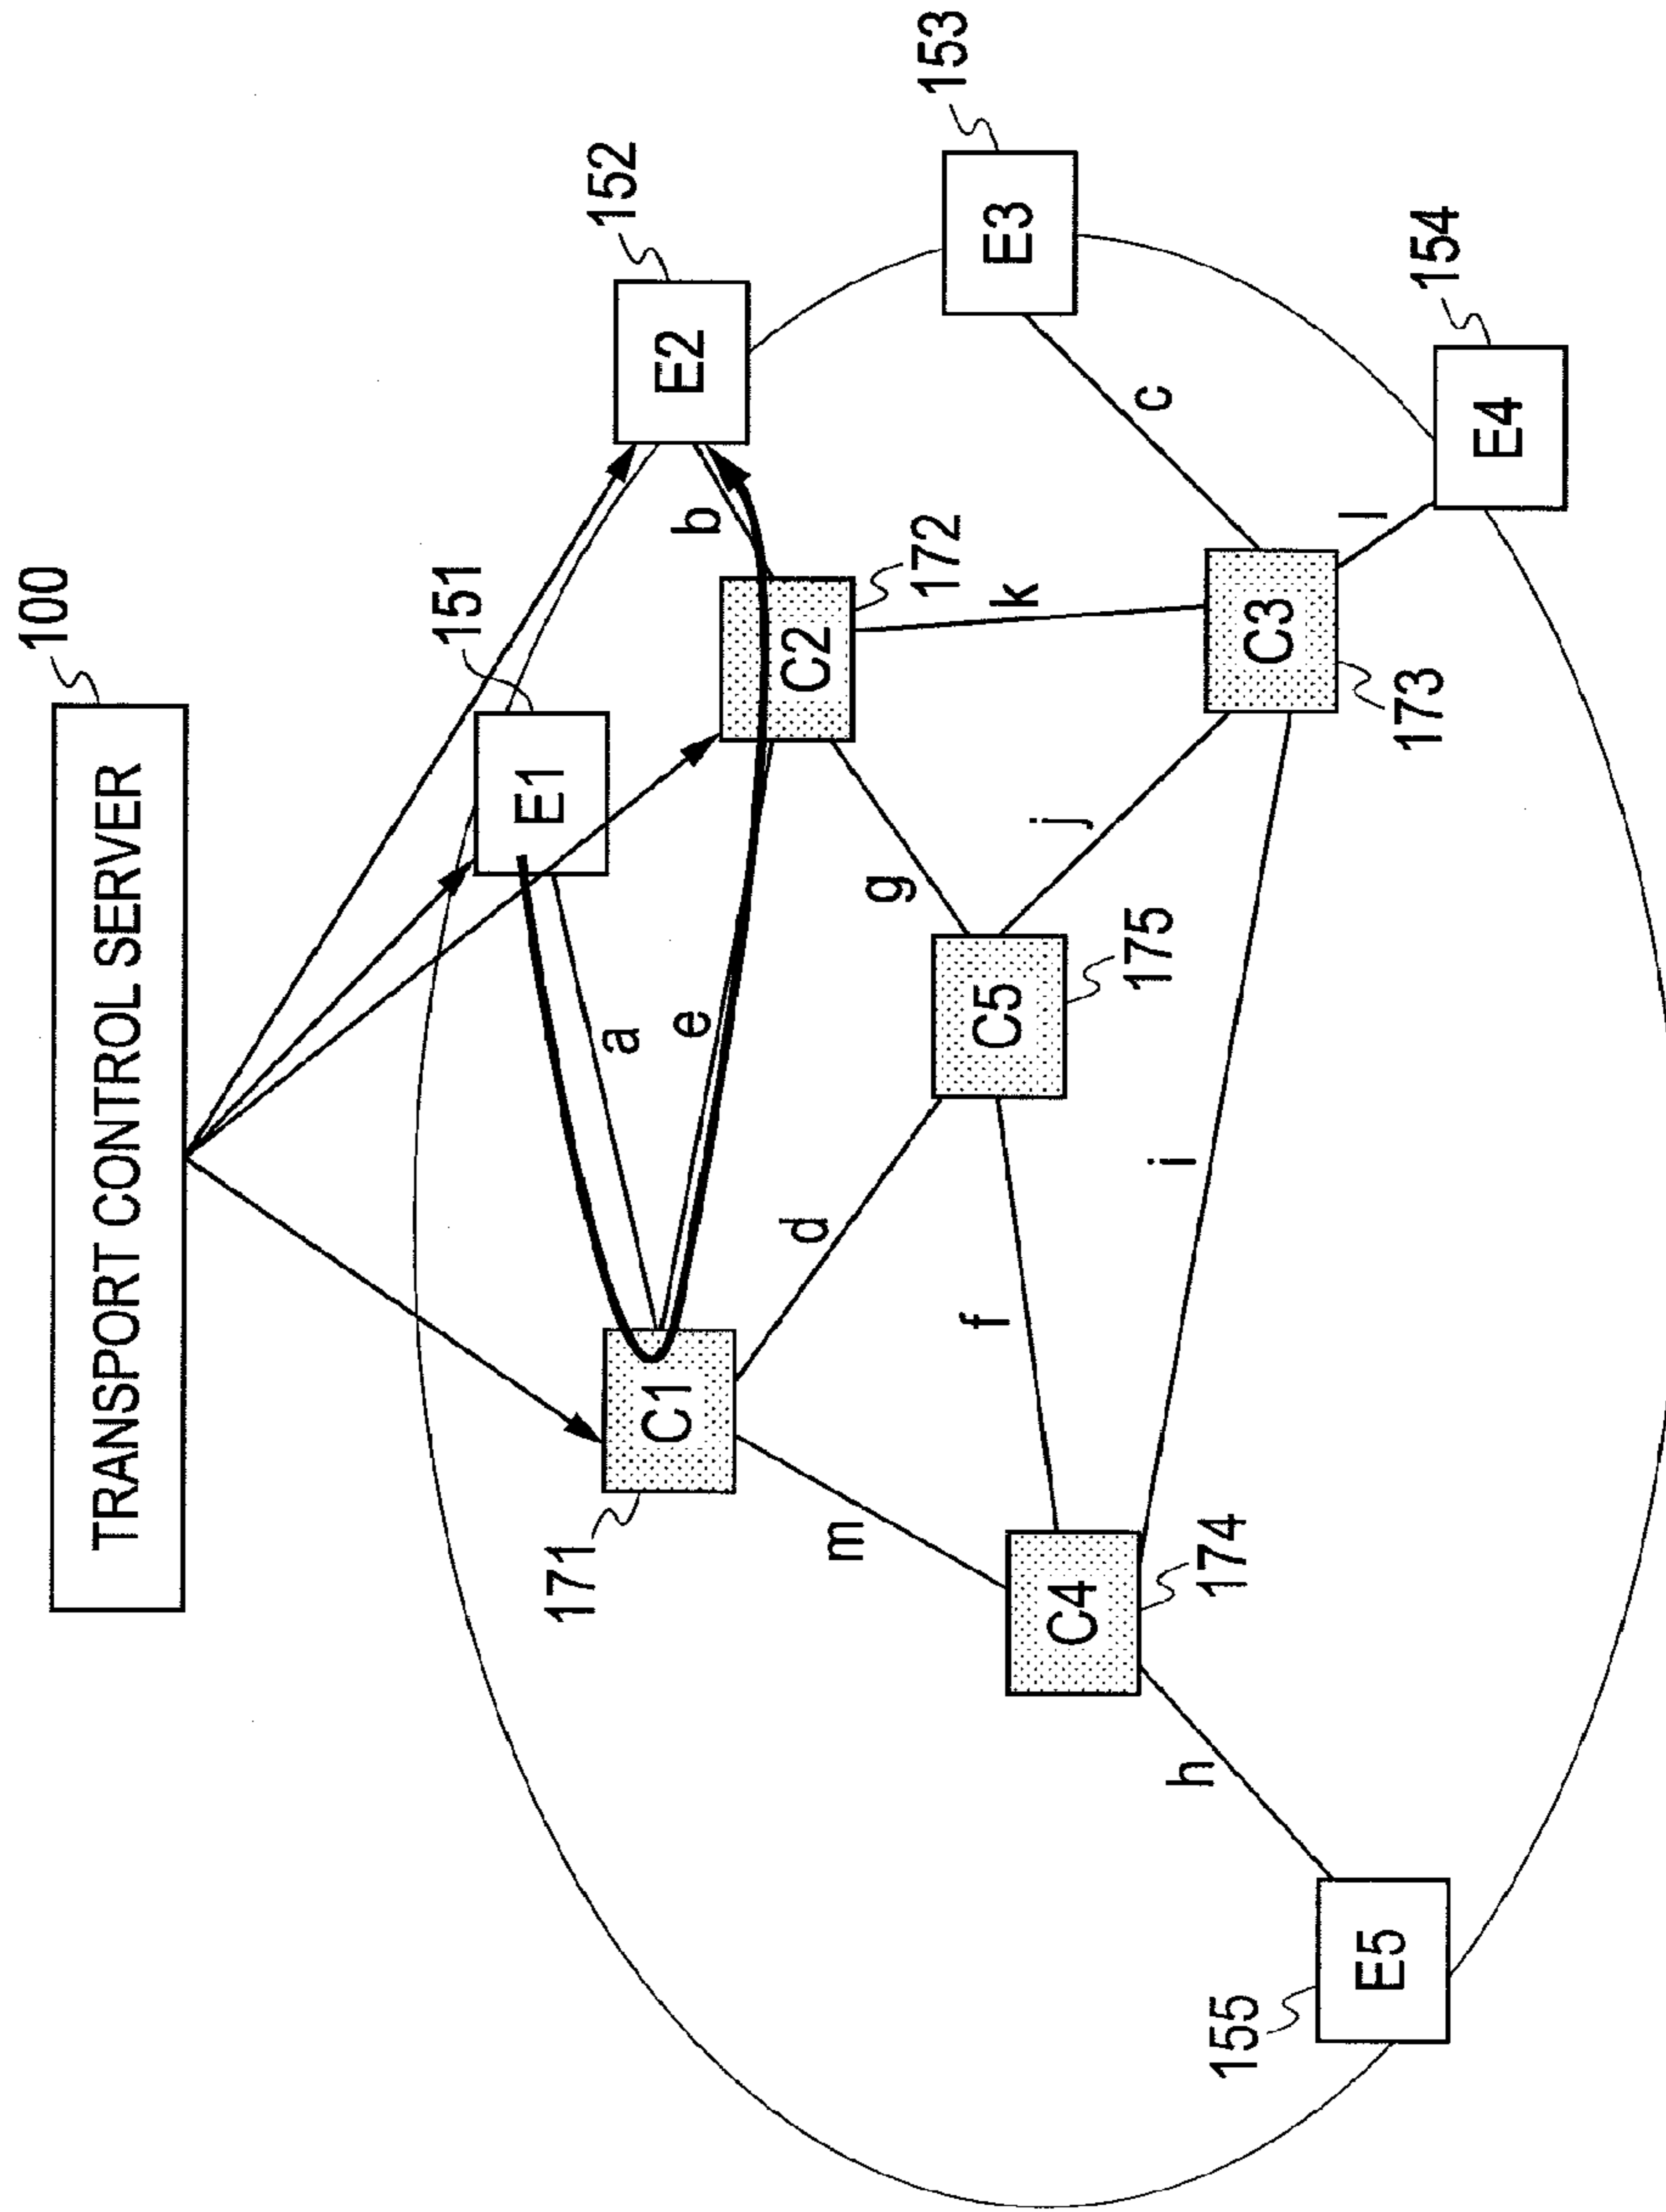 100
TRANSPORT CONTROL SERVER
151
E1
171
152
a
C1
E2
e
b
d
C2
m
g
172
153
f
C5
E3
k
j
C4
175
c
i
h
174
155
C3
l
E5
173
154
E4